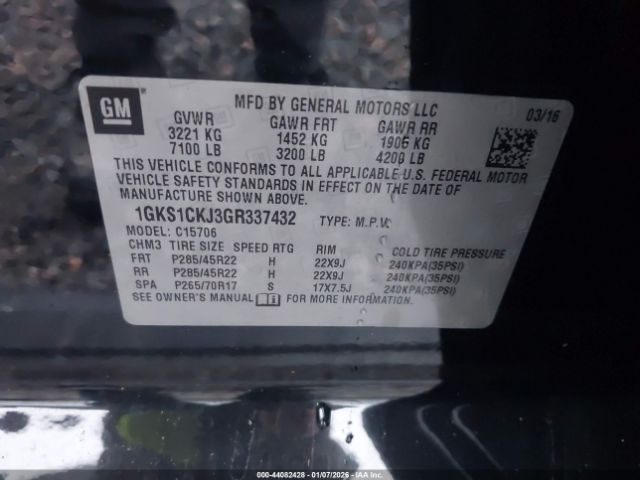 GM
MFD BY GENERAL MOTORS LLC
03/16
GVWR GAWR FRT GAWR RR
3221 KG 1452 KG 1905 KG
7100 LB 3200 LB 4200 LB
THIS VEHICLE CONFORMS TO ALL APPLICABLE U.S. FEDERAL MOTOR
VEHICLE SAFETY STANDARDS IN EFFECT ON THE DATE OF
MANUFACTURE SHOWN ABOVE.
1GKS1CKJ3GR337432 TYPE: M.P.V.
MODEL: C15706
CHM3 TIRE SIZE SPEED RTG RIM COLD TIRE PRESSURE
FRT P285/45R22 H 22X9J 240KPA(35PSI)
RR P285/45R22 H 22X9J 240KPA(35PSI)
SPA P265/70R17 S 17X7.5J 240KPA(35PSI)
SEE OWNER'S MANUAL FOR MORE INFORMATION.
000-44082428 - 01/07/2026 - IAA Holdings, LLC